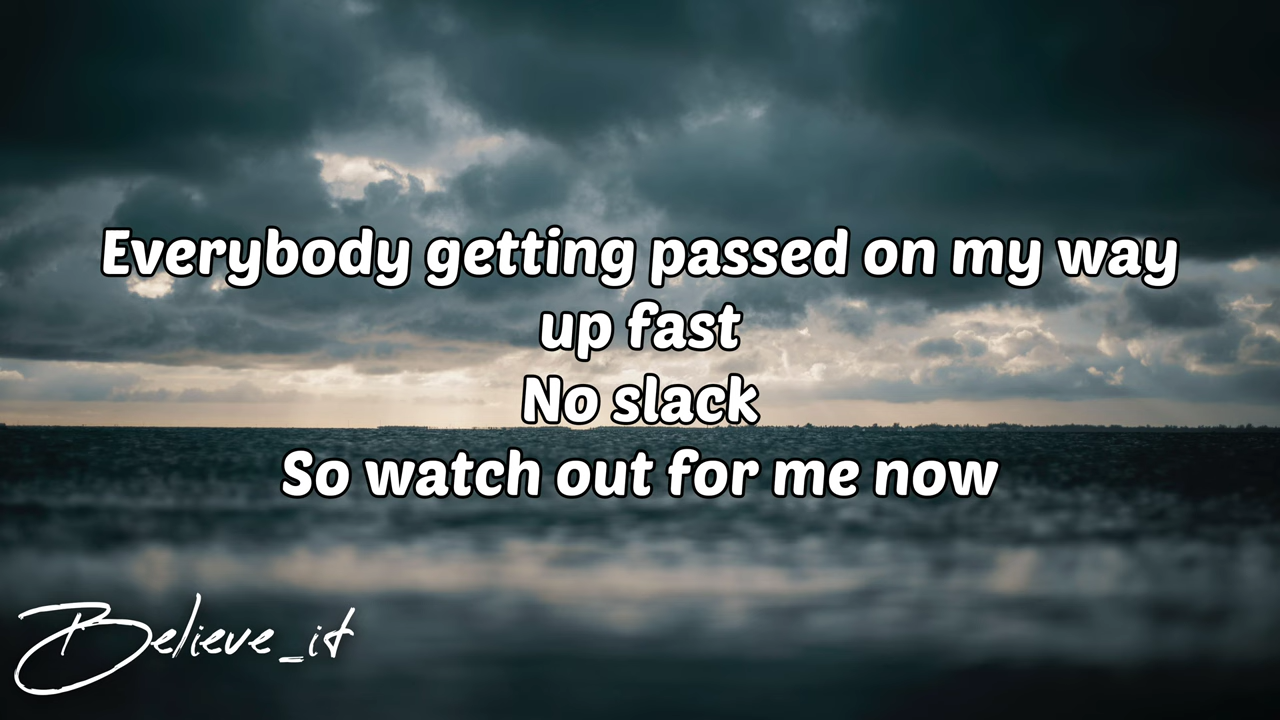 Everybody getting passed on my way
up fast
No slack
So watch out for me now
Believe_it